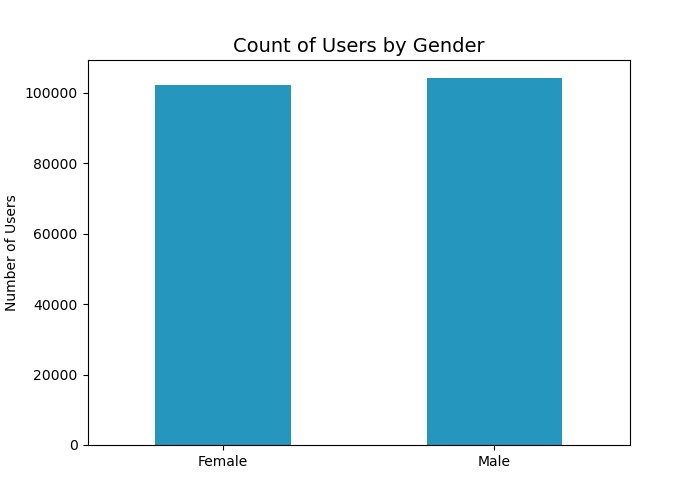 Count of Users by Gender
100000
80000
60000
40000
20000
0
Number of Users
Female
Male